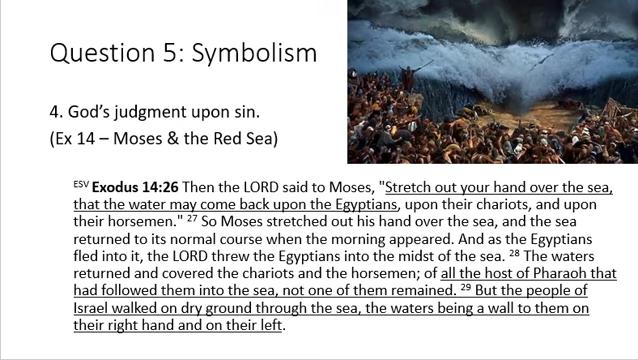 Question 5: Symbolism
4. God's judgment upon sin.
(Ex 14 – Moses & the Red Sea)
ESV Exodus 14:26 Then the LORD said to Moses, "Stretch out your hand over the sea,
that the water may come back upon the Egyptians, upon their chariots, and upon
their horsemen." 27 So Moses stretched out his hand over the sea, and the sea
returned to its normal course when the morning appeared. And as the Egyptians
fled into it, the LORD threw the Egyptians into the midst of the sea. 28 The waters
returned and covered the chariots and the horsemen; of all the host of Pharaoh that
had followed them into the sea, not one of them remained. 29 But the people of
Israel walked on dry ground through the sea, the waters being a wall to them on
their right hand and on their left.